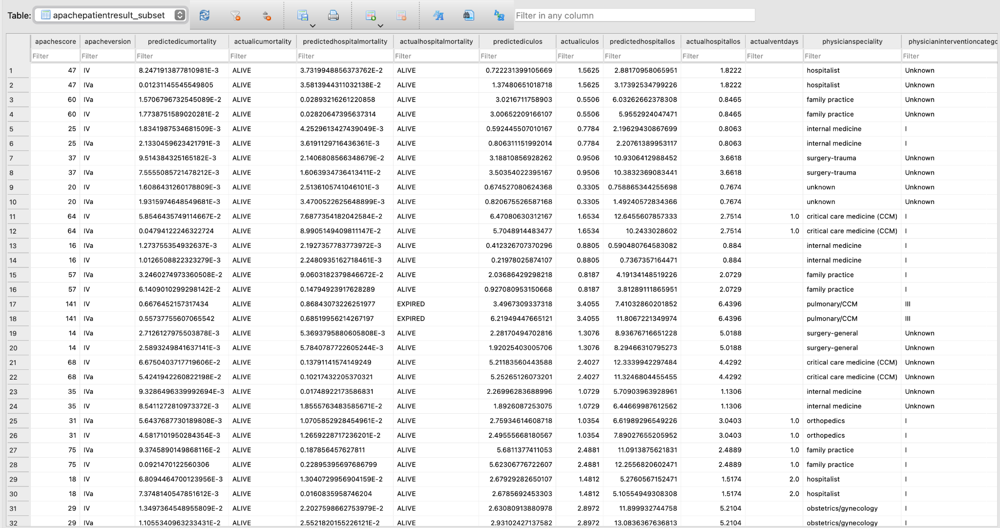 Table: apachepatientresult_subset Filter in any column
apachescore apacheversion predictedicumortality actualicumortality predictedhospitalmortality actualhospitalmortality predictediculos actualiculos predictedhospitallos actualhospitallos actualventdays physicianspeciality physicianinterventioncatego
Filter Filter Filter Filter Filter Filter Filter Filter Filter Filter Filter Filter Filter
1 47 IV 8.2471913877810981E-3 ALIVE 3.7319948856373762E-2 ALIVE 0.722231399105669 1.5625 2.88170958065951 1.8222 hospitalist Unknown
2 47 IVa 0.01231145545549805 ALIVE 3.5813944311032138E-2 ALIVE 1.37480651018718 1.5625 3.17392534799226 1.8222 hospitalist Unknown
3 60 IVa 1.5706796732545089E-2 ALIVE 0.02893216261220858 ALIVE 3.0216711758903 0.5506 6.03262662378308 0.8465 family practice Unknown
4 60 IV 1.7738751589020281E-2 ALIVE 0.02820647395637314 ALIVE 3.00652209166107 0.5506 5.9552924047471 0.8465 family practice Unknown
5 25 IV 1.8341987534681509E-3 ALIVE 4.2529613427439049E-3 ALIVE 0.592445507010167 0.7784 2.19629430867699 0.8063 internal medicine I
6 25 IVa 2.1330459623421791E-3 ALIVE 3.6191129716436361E-3 ALIVE 0.806311151992014 0.7784 2.20761389953117 0.8063 internal medicine I
7 37 IV 9.514384325165182E-3 ALIVE 2.1406808566348679E-2 ALIVE 3.18810856928262 0.9506 10.9306412988452 3.6618 surgery-trauma Unknown
8 37 IVa 7.5555085721478212E-3 ALIVE 1.6063934736413411E-2 ALIVE 3.50354022395167 0.9506 10.3832369083441 3.6618 surgery-trauma Unknown
9 20 IV 1.6086431260178809E-3 ALIVE 2.5136105741046101E-3 ALIVE 0.674527080624368 0.3305 0.758865344255698 0.7674 unknown Unknown
10 20 IVa 1.9315974648549681E-3 ALIVE 3.4700522625648899E-3 ALIVE 0.820675526587168 0.3305 1.49240572834366 0.7674 unknown Unknown
11 64 IV 5.8546435749114667E-2 ALIVE 7.6877354182042584E-2 ALIVE 6.47080630312167 1.6534 12.6455607857333 2.7514 1.0 critical care medicine (CCM) I
12 64 IVa 0.04794122246322724 ALIVE 8.9905149409811147E-2 ALIVE 5.7048914483477 1.6534 10.2433028602 2.7514 1.0 critical care medicine (CCM) I
13 16 IVa 1.273755354932637E-3 ALIVE 2.1927357783773972E-3 ALIVE 0.412326707370296 0.8805 0.590480764583082 0.884 internal medicine I
14 16 IV 1.0126508822323279E-3 ALIVE 2.2480935162718461E-3 ALIVE 0.21978025874107 0.8805 0.7367357164471 0.884 internal medicine I
15 57 IVa 3.2460274973360508E-2 ALIVE 9.0603182379846672E-2 ALIVE 2.03686429298218 0.8187 4.19134148519226 2.0729 family practice I
16 57 IV 6.1409010299298142E-2 ALIVE 0.14794923917628289 ALIVE 0.927080953150668 0.8187 3.81289111865951 2.0729 family practice I
17 141 IV 0.6676452157317434 ALIVE 0.86843073226251977 EXPIRED 3.4967309337318 3.4055 7.41032860201852 6.4396 pulmonary/CCM III
18 141 IVa 0.55737755607065542 ALIVE 0.68519956214267197 EXPIRED 6.21949447665121 3.4055 11.8067221349974 6.4396 pulmonary/CCM III
19 14 IVa 2.7126127975503878E-3 ALIVE 5.3693795880605808E-3 ALIVE 2.28170494702816 1.3076 8.93676716651228 5.0188 surgery-general Unknown
20 14 IV 2.5893249841637141E-3 ALIVE 5.7840787722605244E-3 ALIVE 1.92025403005706 1.3076 8.29466310795273 5.0188 surgery-general Unknown
21 68 IV 6.6750403717719606E-2 ALIVE 0.13791141574149249 ALIVE 5.21183560443588 2.4027 12.3339942297484 4.4292 critical care medicine (CCM) Unknown
22 68 IVa 5.4241942260822198E-2 ALIVE 0.10217432205370321 ALIVE 5.25265126073201 2.4027 11.3246804455455 4.4292 critical care medicine (CCM) Unknown
23 35 IVa 9.3286496339992694E-3 ALIVE 0.01748922173586831 ALIVE 2.26996283688996 1.0729 5.70903963928961 1.1306 internal medicine Unknown
24 35 IV 8.5411272810973372E-3 ALIVE 1.8555763483585671E-2 ALIVE 1.8926087253075 1.0729 6.44669987612562 1.1306 internal medicine Unknown
25 31 IVa 5.6437687730189808E-3 ALIVE 1.0705852928454961E-2 ALIVE 2.75934614608718 1.0354 6.61989296549226 3.0403 1.0 orthopedics I
26 31 IV 4.5817101950284354E-3 ALIVE 1.2659228717236201E-2 ALIVE 2.49555668180567 1.0354 7.89027655205952 3.0403 1.0 orthopedics I
27 75 IVa 9.3745890149868116E-2 ALIVE 0.187856457627811 ALIVE 5.6811377411053 2.4881 11.0913875621831 2.4889 1.0 family practice I
28 75 IV 0.0921470122560306 ALIVE 0.22895395697686799 ALIVE 5.62306776722607 2.4881 12.2556820602471 2.4889 1.0 family practice I
29 18 IV 6.8094464700123956E-3 ALIVE 1.3040729956904159E-2 ALIVE 2.67929282650107 1.4812 5.2760567152471 1.5174 2.0 hospitalist I
30 18 IVa 7.3748140547851612E-3 ALIVE 0.0160835958746204 ALIVE 2.6785692453303 1.4812 5.10554949308308 1.5174 2.0 hospitalist I
31 29 IV 1.3497364548955809E-2 ALIVE 2.2027598662753979E-2 ALIVE 2.63080913880978 2.8972 11.899932744758 5.2104 obstetrics/gynecology I
32 29 IVa 1.1055340963233431E-2 ALIVE 2.5521820155226121E-2 ALIVE 2.93102427137582 2.8972 13.0836367636813 5.2104 obstetrics/gynecology I